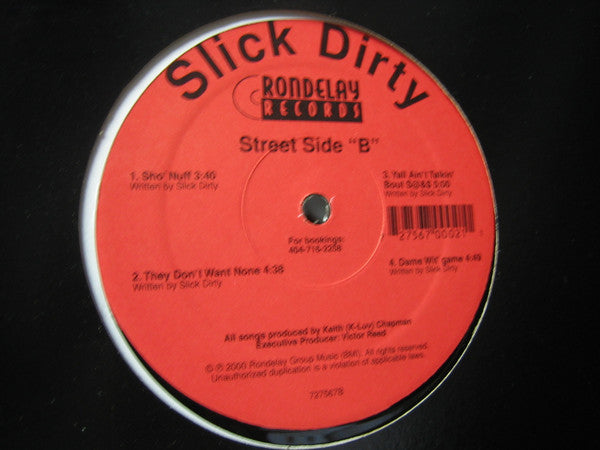 Slick Dirty
RONDELAY
RECORDS
Street Side "B"
1. Sho' Nuff 3:40
Written by Slick Dirty
3. Yall Ain't Talkin'
Bout S@&$ 5:00
Written by Slick Dirty
For bookings:
404-715-2258
2. They Don't Want None 4:38
Written by Slick Dirty
4. Game Wit' game 4:49
Written by Slick Dirty
All songs produced by Keith (K-Luv) Chapman
Executive Producer: Victor Reed
© ℗ 2000 Rondelay Group Music (BMI). All rights reserved.
Unauthorized duplication is a violation of applicable laws.
7275678